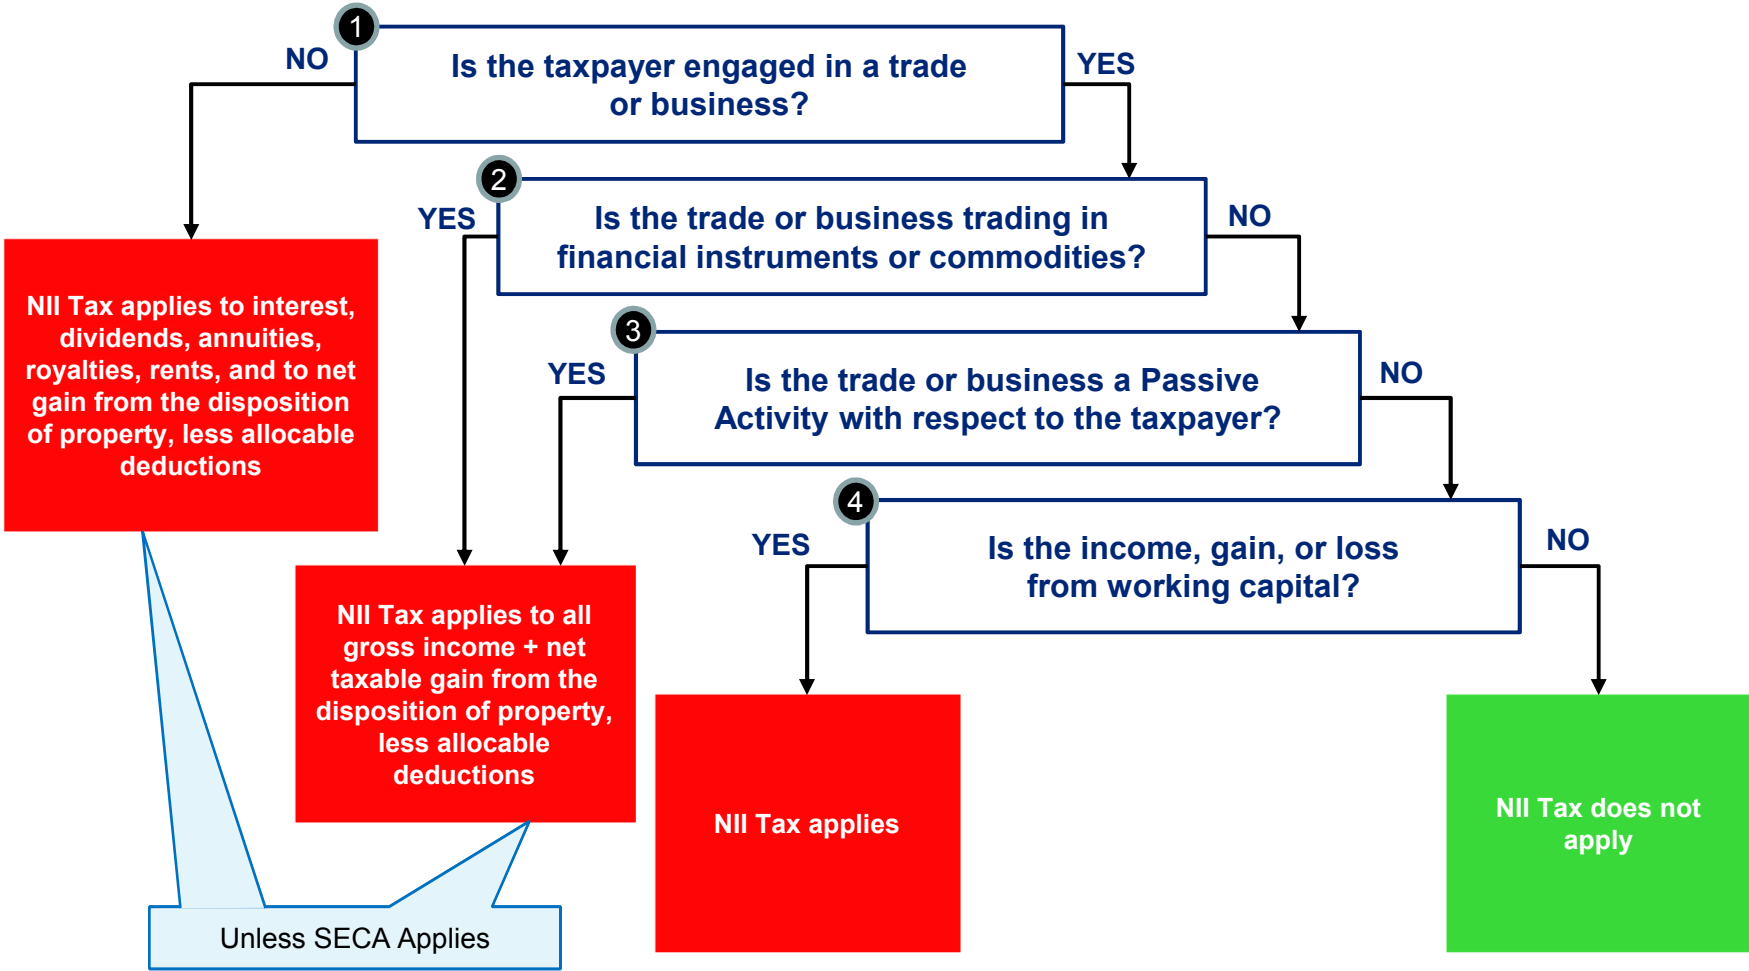 1
NO
Is the taxpayer engaged in a trade
or business?
YES
2
YES
Is the trade or business trading in
financial instruments or commodities?
NO
3
YES
Is the trade or business a Passive
Activity with respect to the taxpayer?
NO
4
YES
Is the income, gain, or loss
from working capital?
NO
NII Tax applies to interest,
dividends, annuities,
royalties, rents, and to net
gain from the disposition
of property, less allocable
deductions
NII Tax applies to all
gross income + net
taxable gain from the
disposition of property,
less allocable
deductions
NII Tax applies
NII Tax does not
apply
Unless SECA Applies